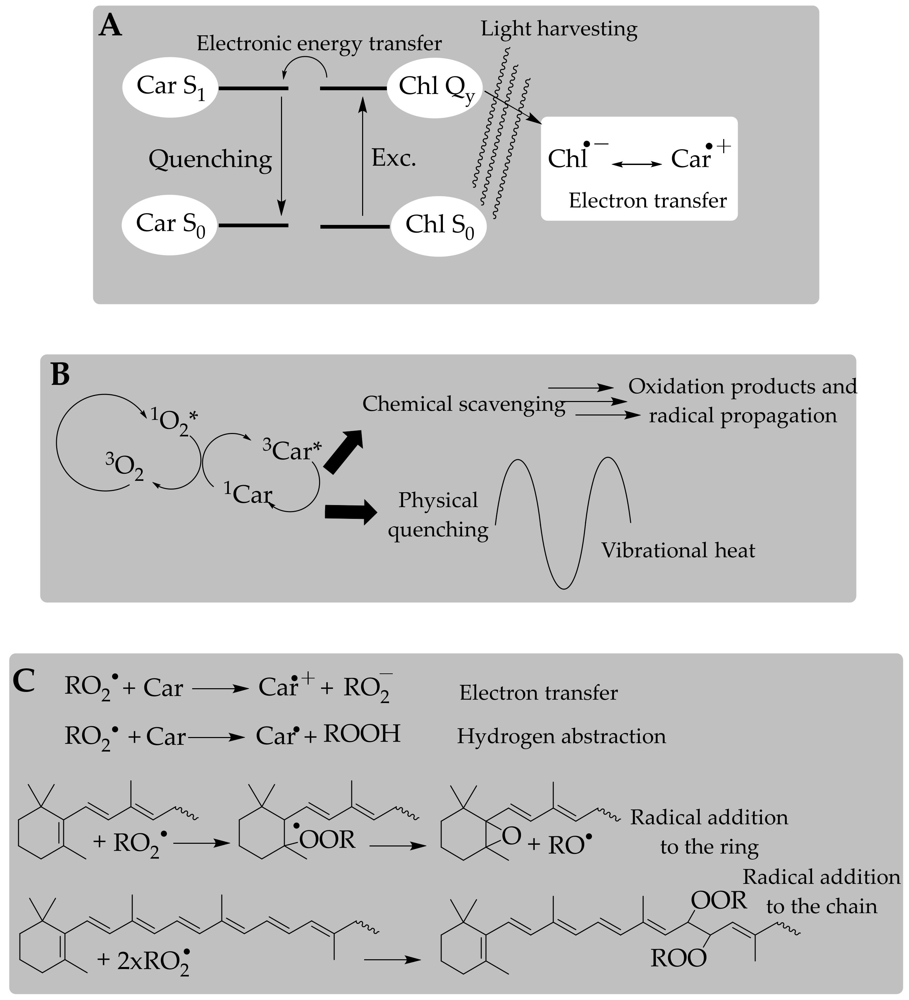 A
Light harvesting
Electronic energy transfer
Car S₁
Chl Qy
Quenching
Exc.
Chl•− Car•+
Electron transfer
Car S₀
Chl S₀
B
Chemical scavenging
Oxidation products and
radical propagation
¹O₂*
³O₂
³Car*
¹Car
Physical
quenching
Vibrational heat
C
RO₂• + Car Car•+ + RO₂− Electron transfer
RO₂• + Car Car• + ROOH Hydrogen abstraction
+ RO₂•
• OOR
O + RO•
Radical addition
to the ring
Radical addition
to the chain
+ 2xRO₂•
OOR
ROO